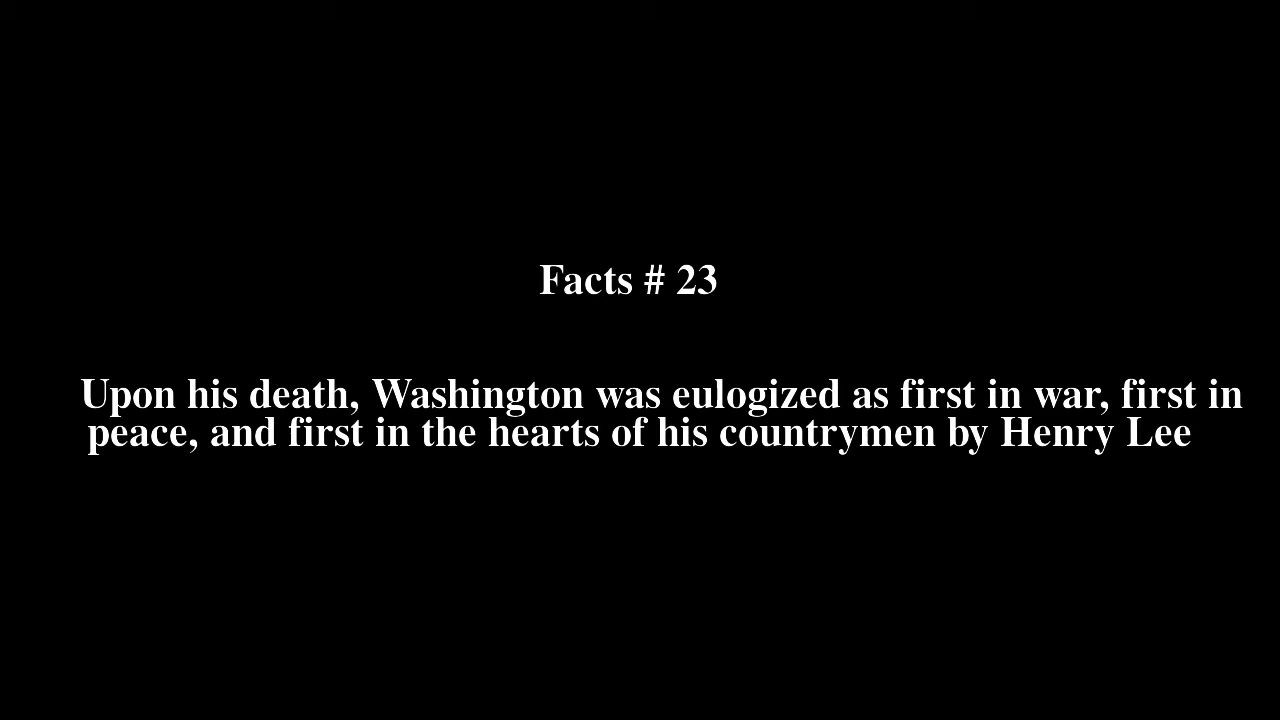 Facts # 23
Upon his death, Washington was eulogized as first in war, first in
peace, and first in the hearts of his countrymen by Henry Lee